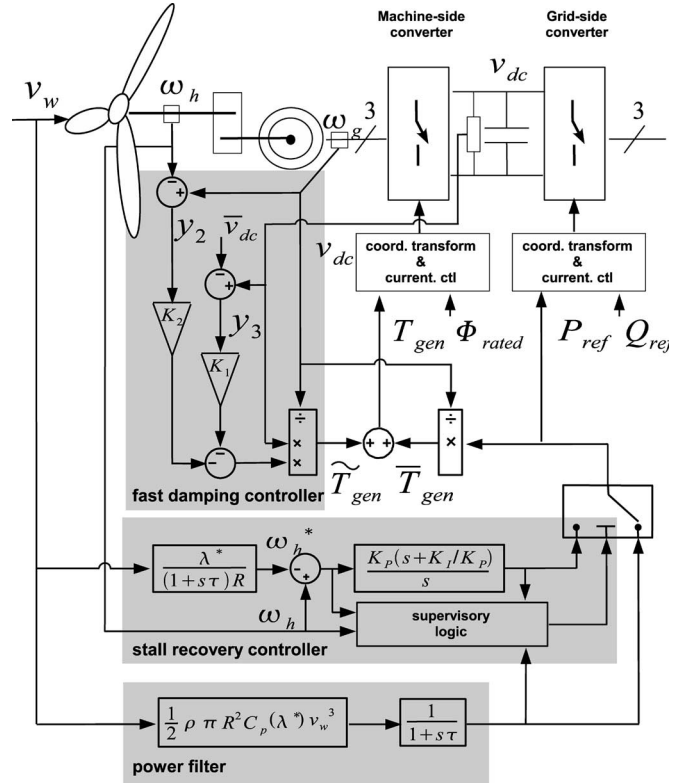 Machine-side
converter
Grid-side
converter
v_w
ω_h
ω_g
3
v_dc
3
y_2
v̄_dc
v_dc
coord. transform
&
current. ctl
coord. transform
&
current. ctl
K_2
y_3
K_1
T_gen
Φ_rated
P_ref
Q_ref
÷
×
×
÷
×
T̃_gen
T̄_gen
fast damping controller
λ* / (1+sτ)R
ω_h*
K_P(s+K_I/K_P) / s
ω_h
supervisory
logic
stall recovery controller
1/2 ρ π R² C_p(λ*) v_w³
1 / 1+sτ
power filter